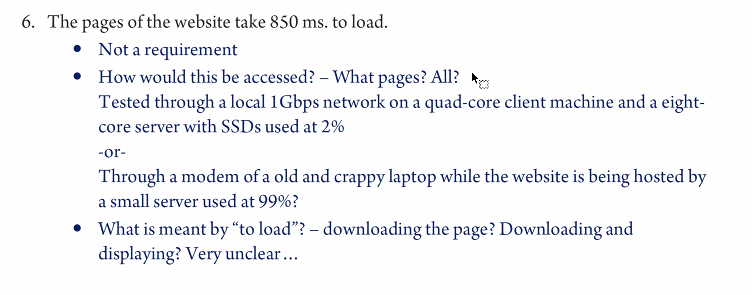 6. The pages of the website take 850 ms. to load.
• Not a requirement
• How would this be accessed? – What pages? All?
Tested through a local 1Gbps network on a quad-core client machine and a eight-
core server with SSDs used at 2%
-or-
Through a modem of a old and crappy laptop while the website is being hosted by
a small server used at 99%?
• What is meant by “to load”? – downloading the page? Downloading and
displaying? Very unclear…